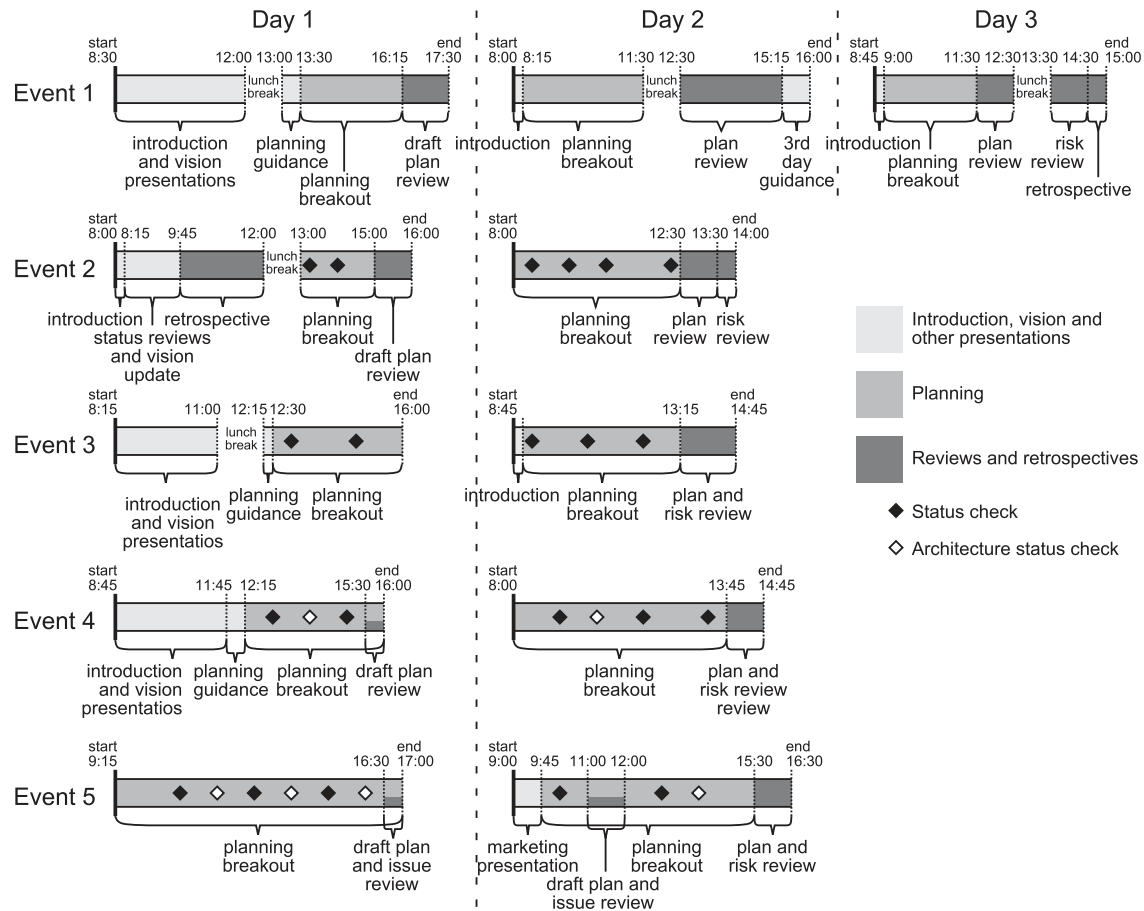 Day 1
Day 2
Day 3
start
end
start
end
start
end
8:30
12:00
13:00
13:30
16:15
17:30
8:00
8:15
11:30
12:30
15:15
16:00
8:45
9:00
11:30
12:30
13:30
14:30
15:00
Event 1
lunch
break
lunch
break
lunch
break
introduction
and vision
presentations
planning
guidance
planning
breakout
draft
plan
review
introduction
planning
breakout
plan
review
3rd
day
guidance
introduction
planning
breakout
plan
review
risk
review
retrospective
start
end
start
end
8:00
8:15
9:45
12:00
13:00
15:00
16:00
8:00
12:30
13:30
14:00
Event 2
lunch
break
introduction
status reviews
and vision
update
retrospective
planning
breakout
draft plan
review
planning
breakout
plan
review
risk
review
start
end
start
end
8:15
11:00
12:15
12:30
16:00
8:45
13:15
14:45
Event 3
lunch
break
introduction
and vision
presentatios
planning
guidance
planning
breakout
introduction
planning
breakout
plan and
risk review
start
end
start
end
8:45
11:45
12:15
15:30
16:00
8:00
13:45
14:45
Event 4
introduction
and vision
presentatios
planning
guidance
planning
breakout
draft plan
review
planning
breakout
plan and
risk review
review
start
end
start
end
9:15
16:30
17:00
9:00
9:45
11:00
12:00
15:30
16:30
Event 5
planning
breakout
draft plan
and issue
review
marketing
presentation
draft plan and
issue review
planning
breakout
plan and
risk review
Introduction, vision and
other presentations
Planning
Reviews and retrospectives
Status check
Architecture status check